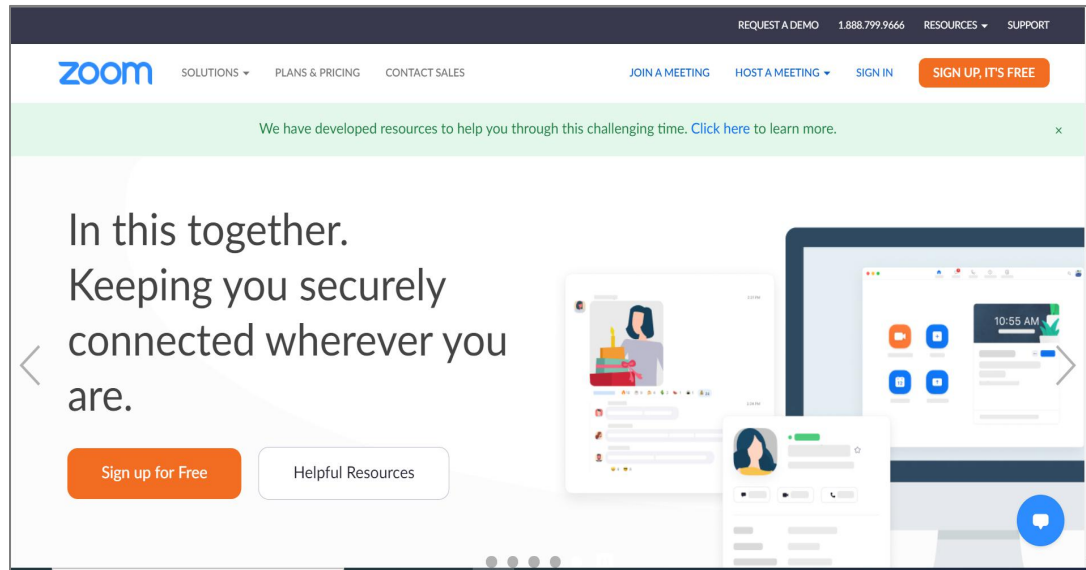 REQUEST A DEMO 1.888.799.9666 RESOURCES SUPPORT
zoom SOLUTIONS PLANS & PRICING CONTACT SALES JOIN A MEETING HOST A MEETING SIGN IN SIGN UP, IT'S FREE
We have developed resources to help you through this challenging time. Click here to learn more. x
In this together.
Keeping you securely
connected wherever you
are.
10:55 AM
Sign up for Free Helpful Resources